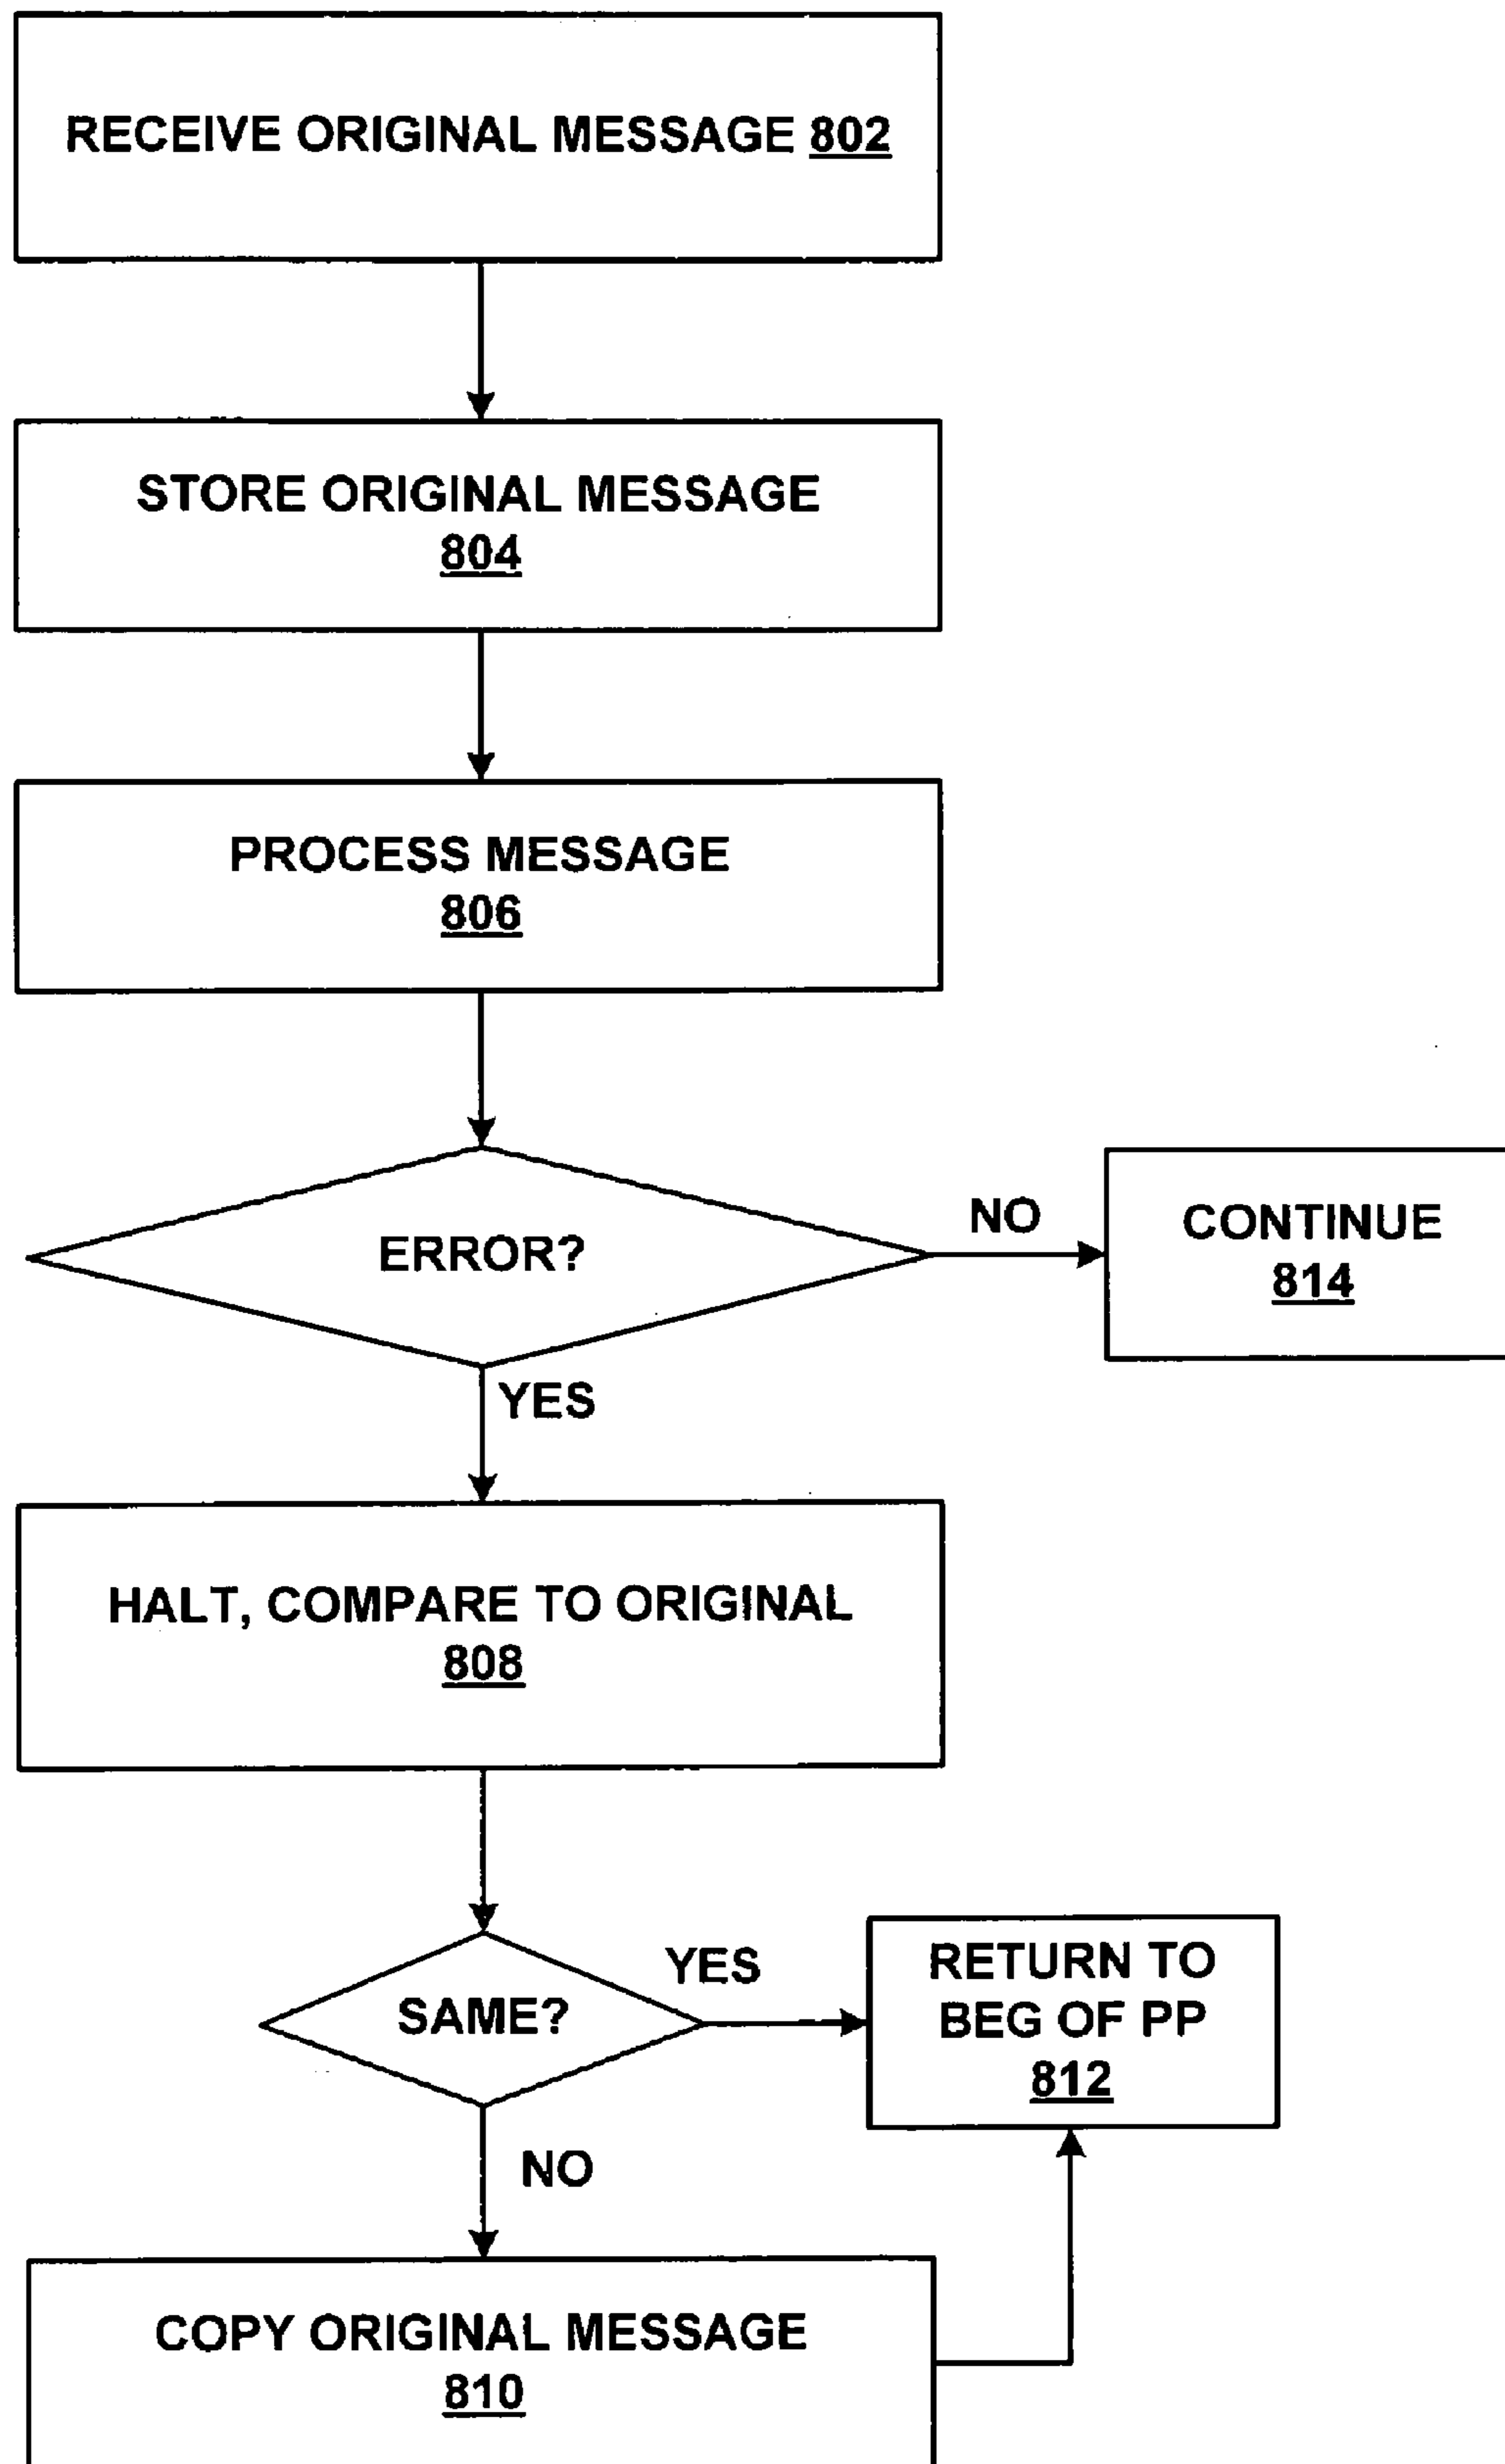 RECEIVE ORIGINAL MESSAGE 802
STORE ORIGINAL MESSAGE
804
PROCESS MESSAGE
806
ERROR?
NO
CONTINUE
814
YES
HALT, COMPARE TO ORIGINAL
808
SAME?
YES
RETURN TO
BEG OF PP
812
NO
COPY ORIGINAL MESSAGE
810